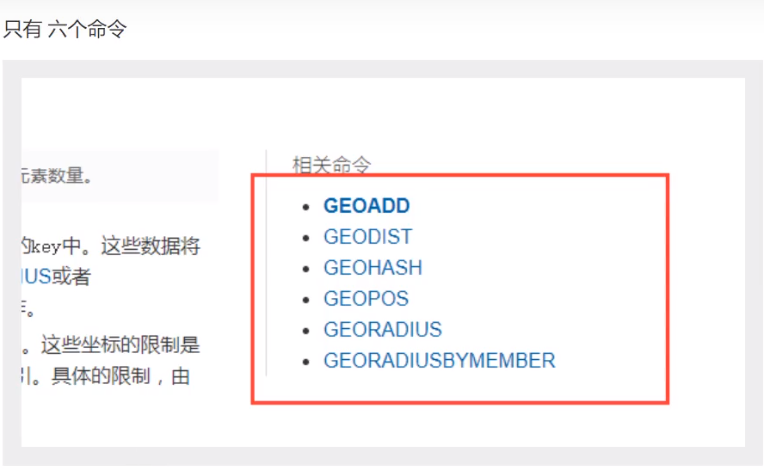 只有 六个命令
相关命令
元素数量。
GEOADD
的key中。这些数据将
GEODIST
IUS或者
GEOHASH
GEOPOS
。这些坐标的限制是
GEORADIUS
引。具体的限制，由
GEORADIUSBYMEMBER